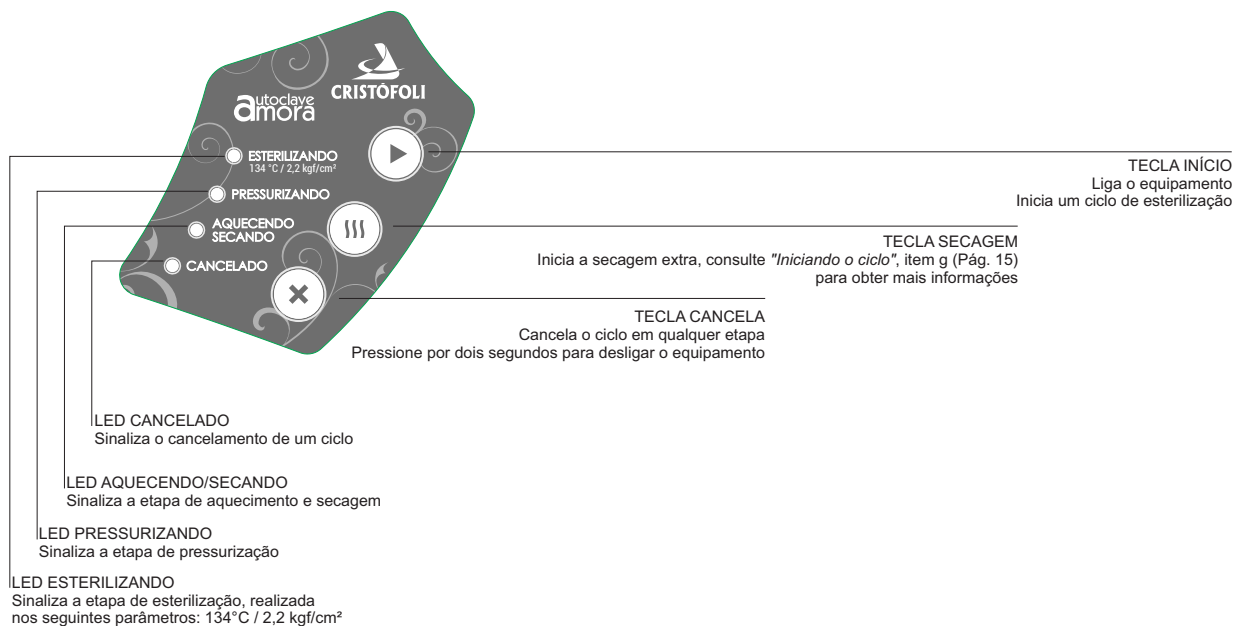 CRISTÓFOLI
autoclave
amora
ESTERILIZANDO
134 °C / 2,2 kgf/cm²
PRESSURIZANDO
AQUECENDO
SECANDO
CANCELADO
TECLA INÍCIO
Liga o equipamento
Inicia um ciclo de esterilização
TECLA SECAGEM
Inicia a secagem extra, consulte "Iniciando o ciclo", item g (Pág. 15)
para obter mais informações
TECLA CANCELA
Cancela o ciclo em qualquer etapa
Pressione por dois segundos para desligar o equipamento
LED CANCELADO
Sinaliza o cancelamento de um ciclo
LED AQUECENDO/SECANDO
Sinaliza a etapa de aquecimento e secagem
LED PRESSURIZANDO
Sinaliza a etapa de pressurização
LED ESTERILIZANDO
Sinaliza a etapa de esterilização, realizada
nos seguintes parâmetros: 134°C / 2,2 kgf/cm²